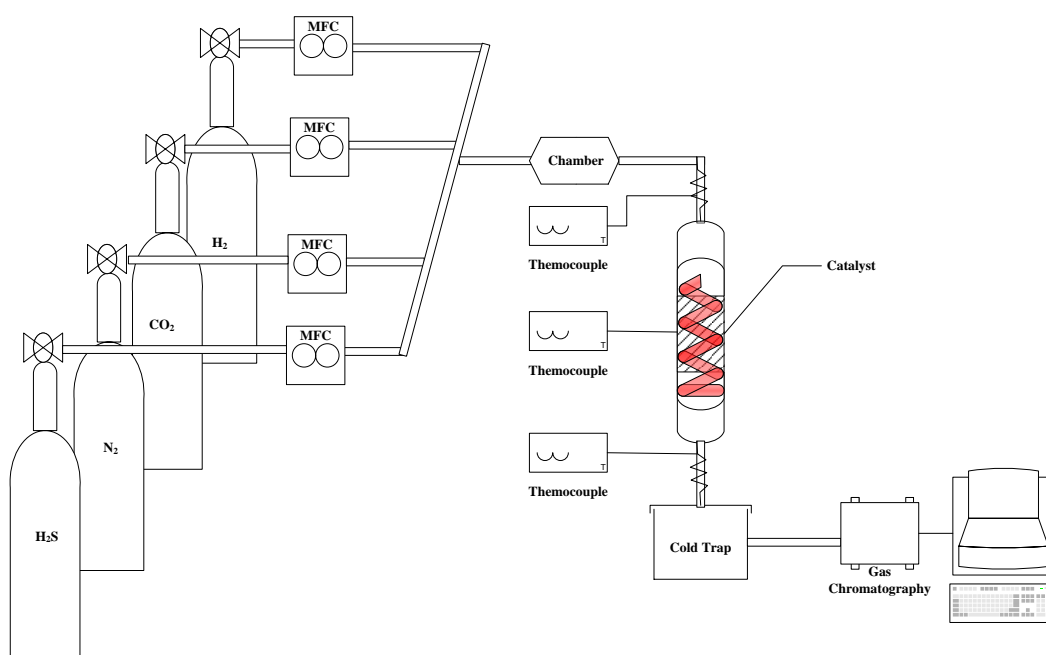 MFC
MFC
Chamber
H₂
MFC
T
Themocouple
Catalyst
CO₂
MFC
T
Themocouple
N₂
T
Themocouple
H₂S
Cold Trap
Gas
Chromatography